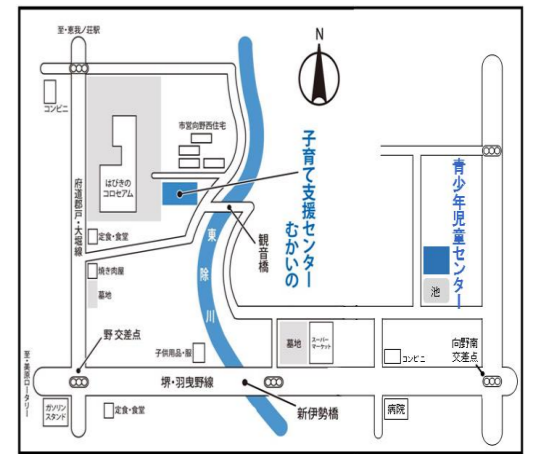 至・恵我ノ荘駅
N
コンビニ
市営向野西住宅
はびきの
コロセアム
子育て支援センター
むかいの
青少年児童センター
府道郡戸・大堀線
定食・食堂
観音橋
東除川
焼き肉屋
墓地
池
野 交差点
至・美原ロータリー
子供用品・服
墓地
スーパー
マーケット
コンビニ
向野南
交差点
堺・羽曳野線
ガソリン
スタンド
定食・食堂
新伊勢橋
病院